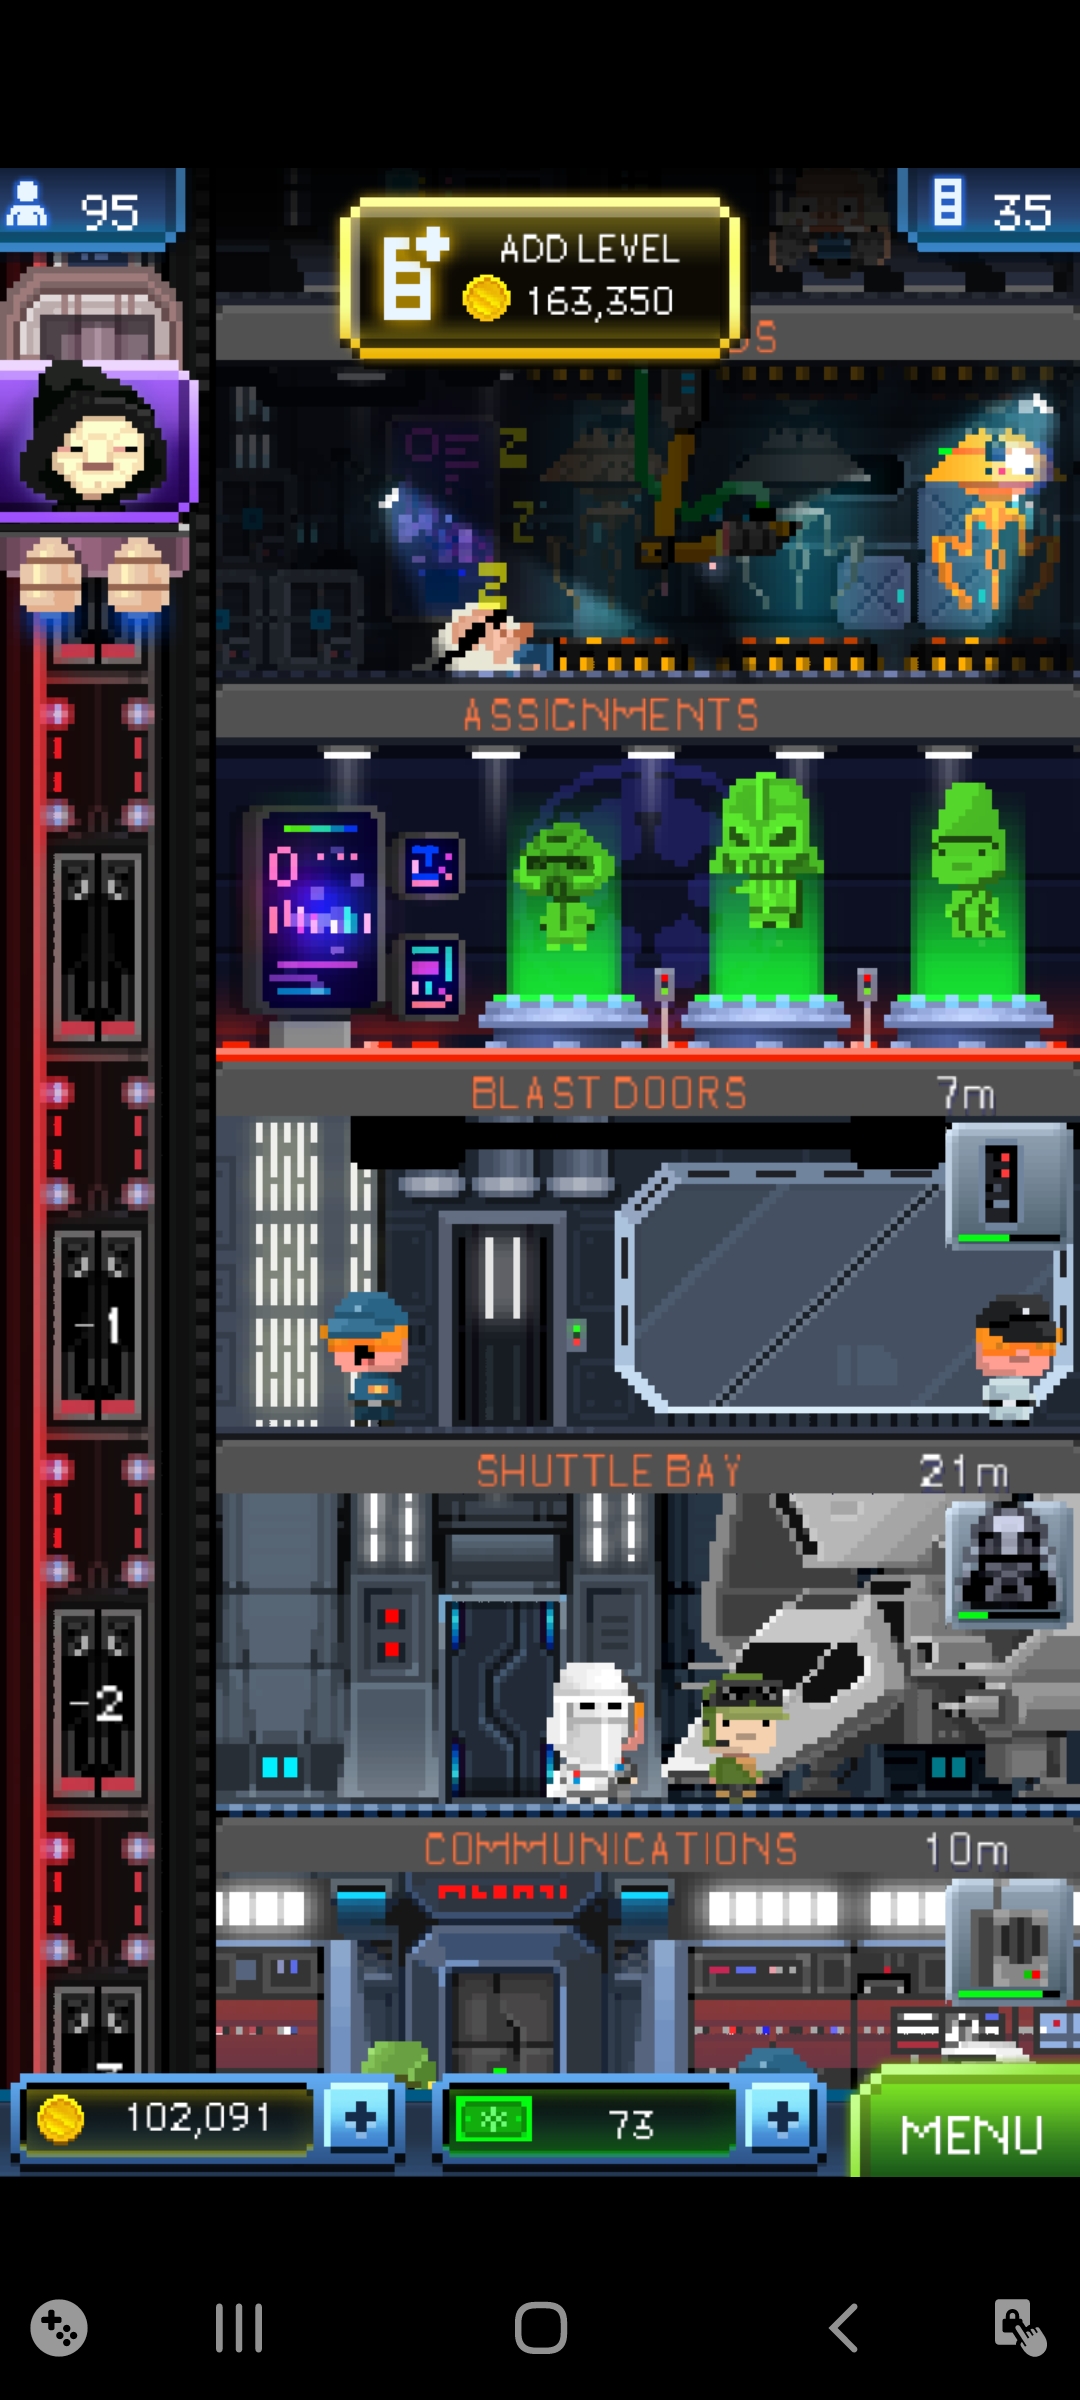 95
ADD LEVEL
163,350
35
Z
Z
Z
ASSIGNMENTS
BLAST DOORS 7m
-1
SHUTTLE BAY 21m
-2
COMMUNICATIONS 10m
102,091 +
73 +
MENU